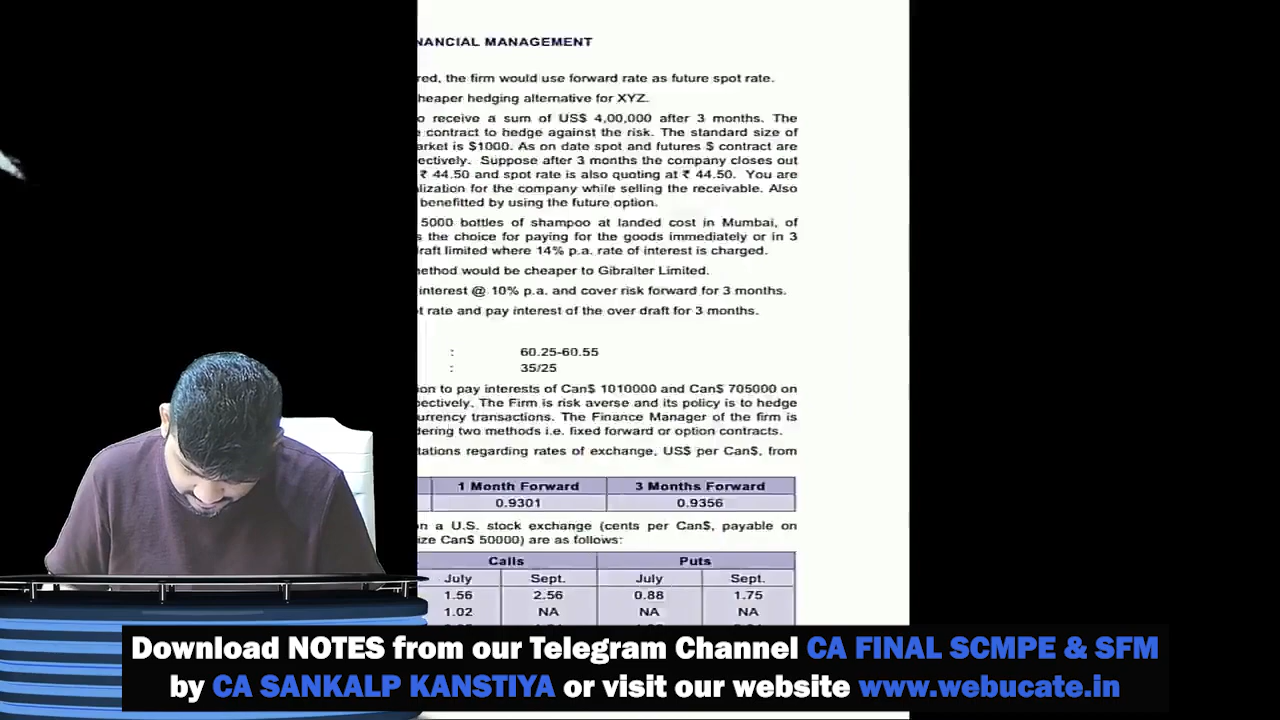 NANCIAL MANAGEMENT
red, the firm would use forward rate as future spot rate.
heaper hedging alternative for XYZ.
o receive a sum of US$ 4,00,000 after 3 months. The
contract to hedge against the risk. The standard size of
arket is $1000. As on date spot and futures $ contract are
ectively. Suppose after 3 months the company closes out
₹ 44.50 and spot rate is also quoting at ₹ 44.50. You are
lization for the company while selling the receivable. Also
benefitted by using the future option.
5000 bottles of shampoo at landed cost in Mumbai, of
s the choice for paying for the goods immediately or in 3
raft limited where 14% p.a. rate of interest is charged.
nethod would be cheaper to Gibralter Limited.
interest @ 10% p.a. and cover risk forward for 3 months.
t rate and pay interest of the over draft for 3 months.
: 60.25-60.55
: 35/25
ion to pay interests of Can$ 1010000 and Can$ 705000 on
pectively. The Firm is risk averse and its policy is to hedge
urrency transactions. The Finance Manager of the firm is
dering two methods i.e. fixed forward or option contracts.
tations regarding rates of exchange, US$ per Can$, from
1 Month Forward 3 Months Forward
0.9301 0.9356
n a U.S. stock exchange (cents per Can$, payable on
ize Can$ 50000) are as follows:
Calls Puts
July Sept. July Sept.
1.56 2.56 0.88 1.75
1.02 NA NA NA
Download NOTES from our Telegram Channel CA FINAL SCMPE & SFM
by CA SANKALP KANSTIYA or visit our website www.webucate.in